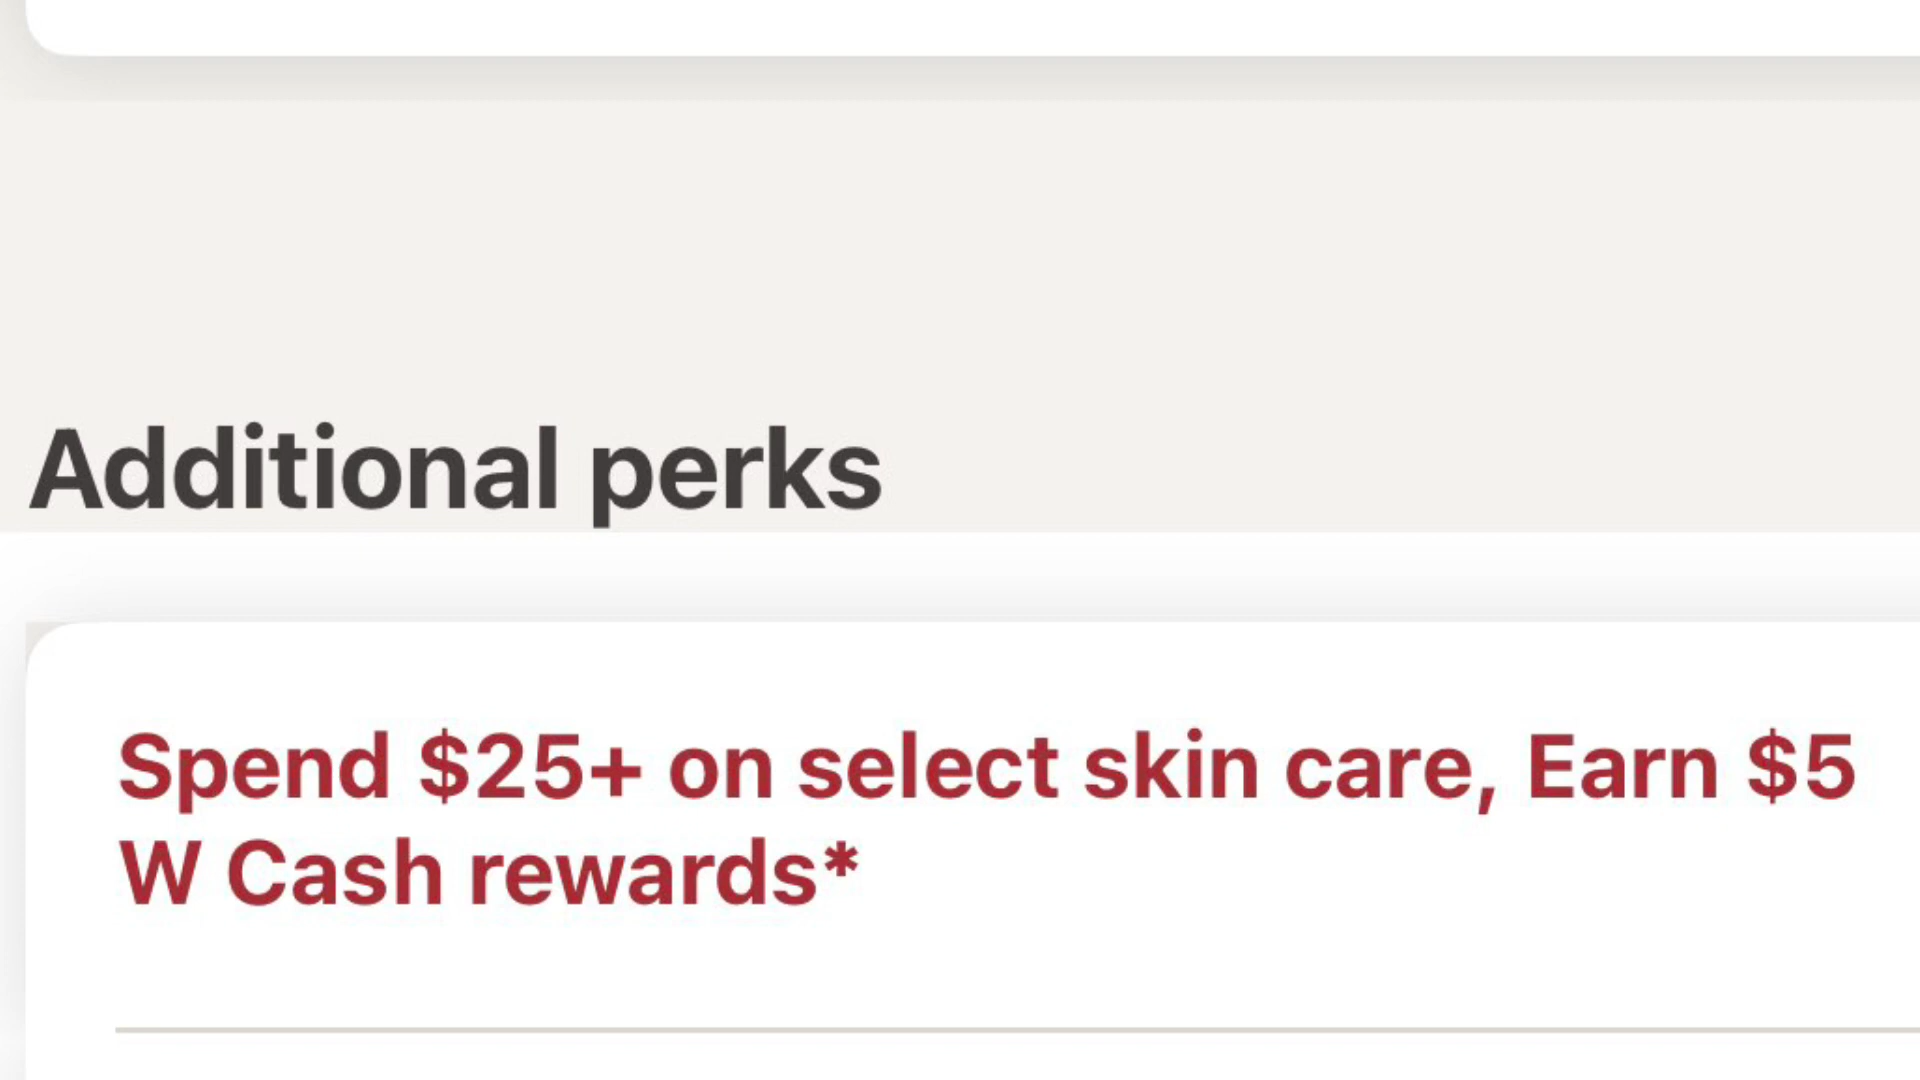 Additional perks
Spend $25+ on select skin care, Earn $5
W Cash rewards*